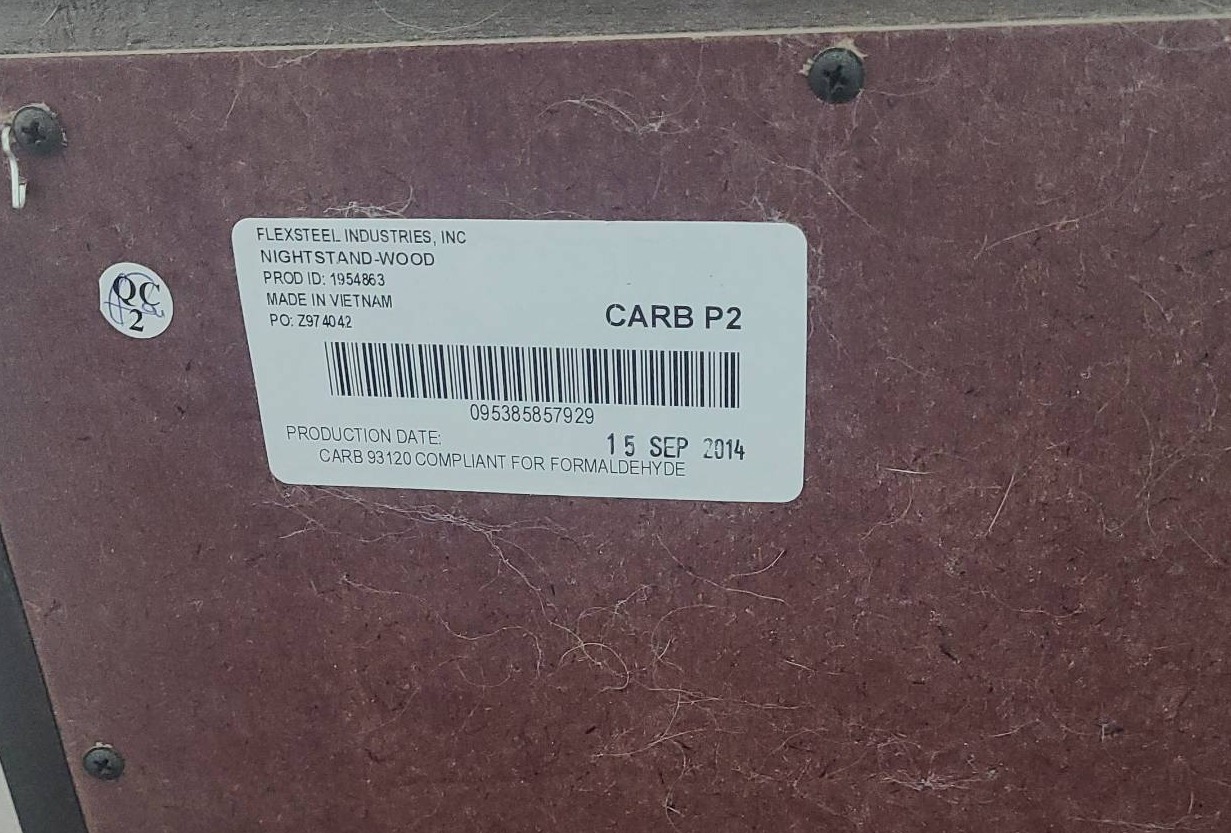 FLEXSTEEL INDUSTRIES, INC
NIGHTSTAND-WOOD
PROD ID: 1954863
MADE IN VIETNAM
PO: Z974042
CARB P2
095385857929
PRODUCTION DATE: 15 SEP 2014
CARB 93120 COMPLIANT FOR FORMALDEHYDE
QC
2